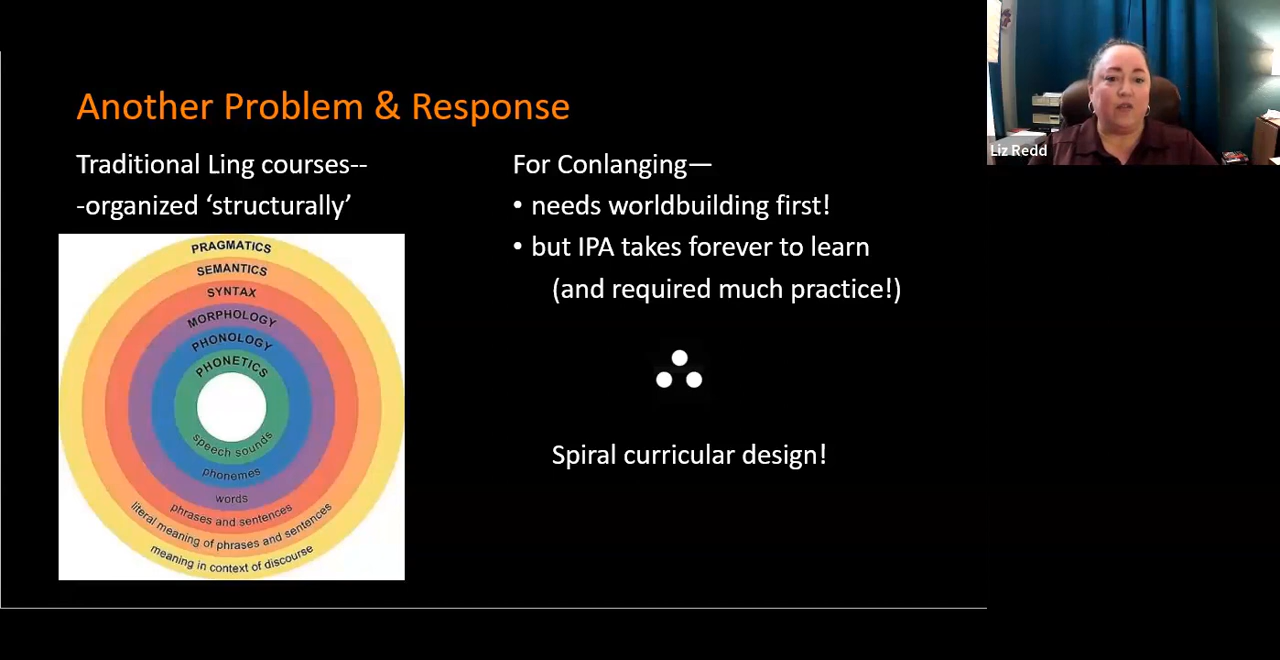 Another Problem & Response
Traditional Ling courses--
-organized ‘structurally’
PRAGMATICS
SEMANTICS
SYNTAX
MORPHOLOGY
PHONOLOGY
PHONETICS
speech sounds
phonemes
words
phrases and sentences
literal meaning of phrases and sentences
meaning in context of discourse
For Conlanging—
• needs worldbuilding first!
• but IPA takes forever to learn
(and required much practice!)
∴
Spiral curricular design!
Liz Redd